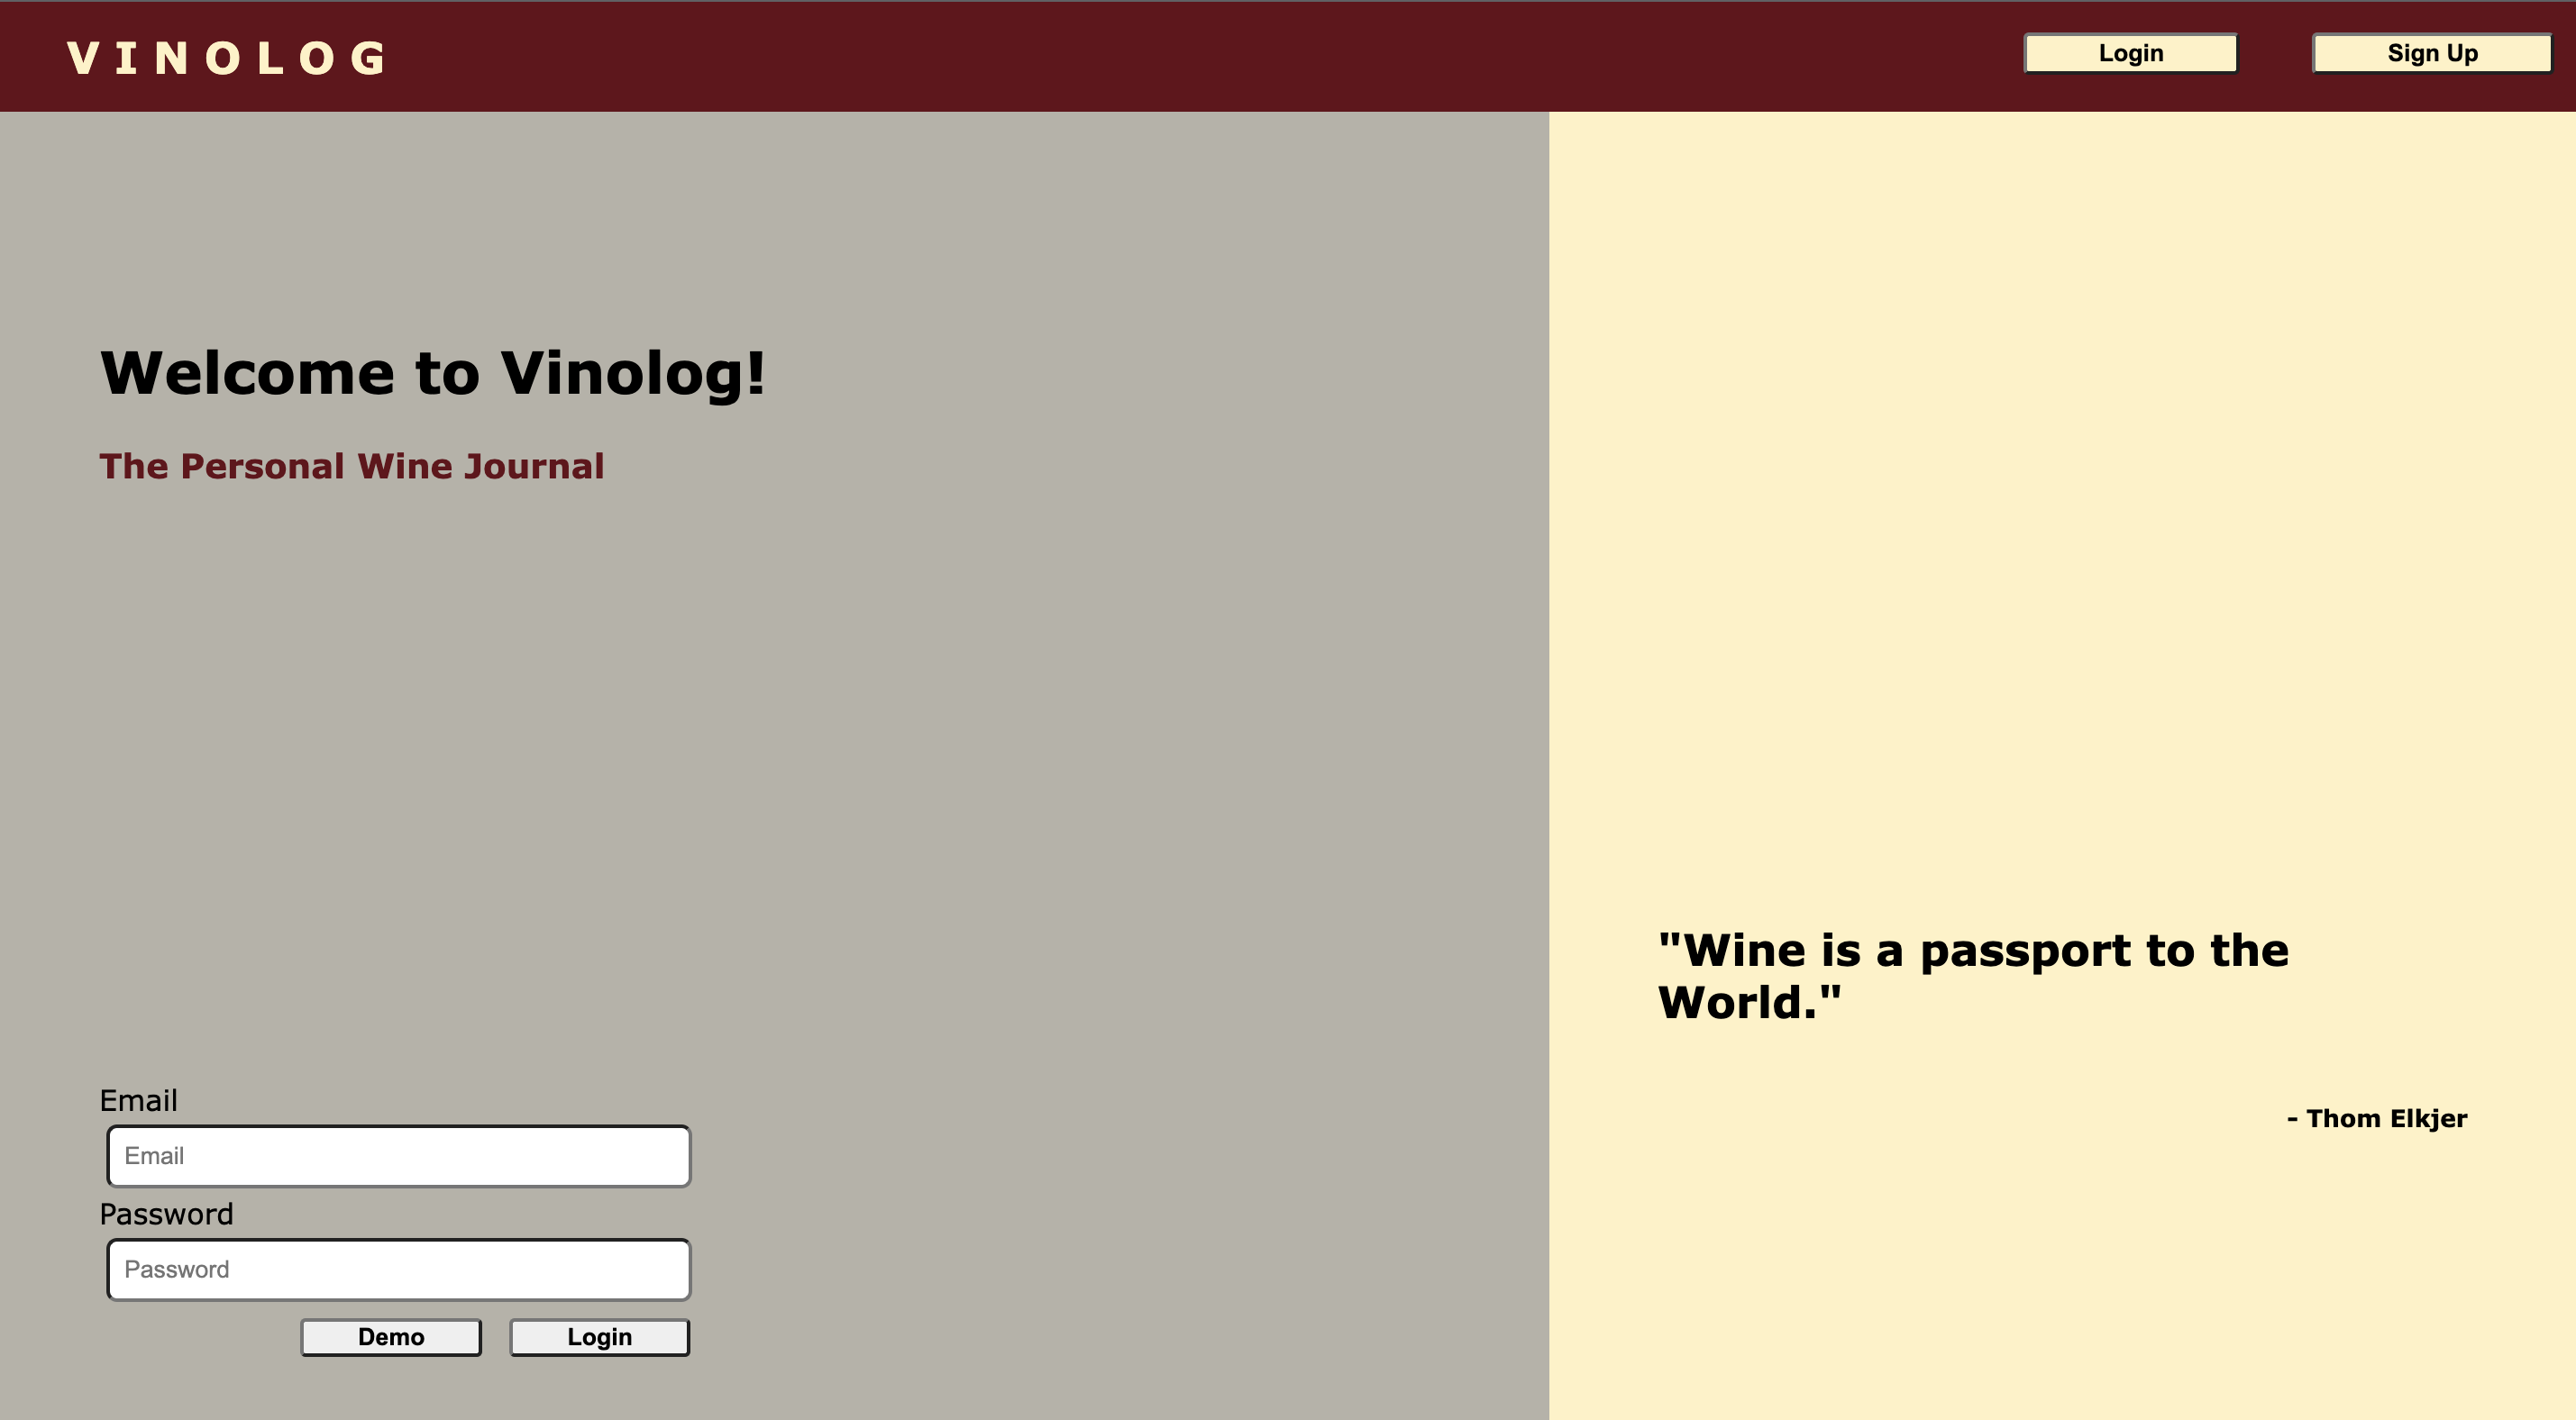 VINOLOG
Login
Sign Up
Welcome to Vinolog!
The Personal Wine Journal
Email
Email
Password
Password
Demo
Login
"Wine is a passport to the
World."
- Thom Elkjer